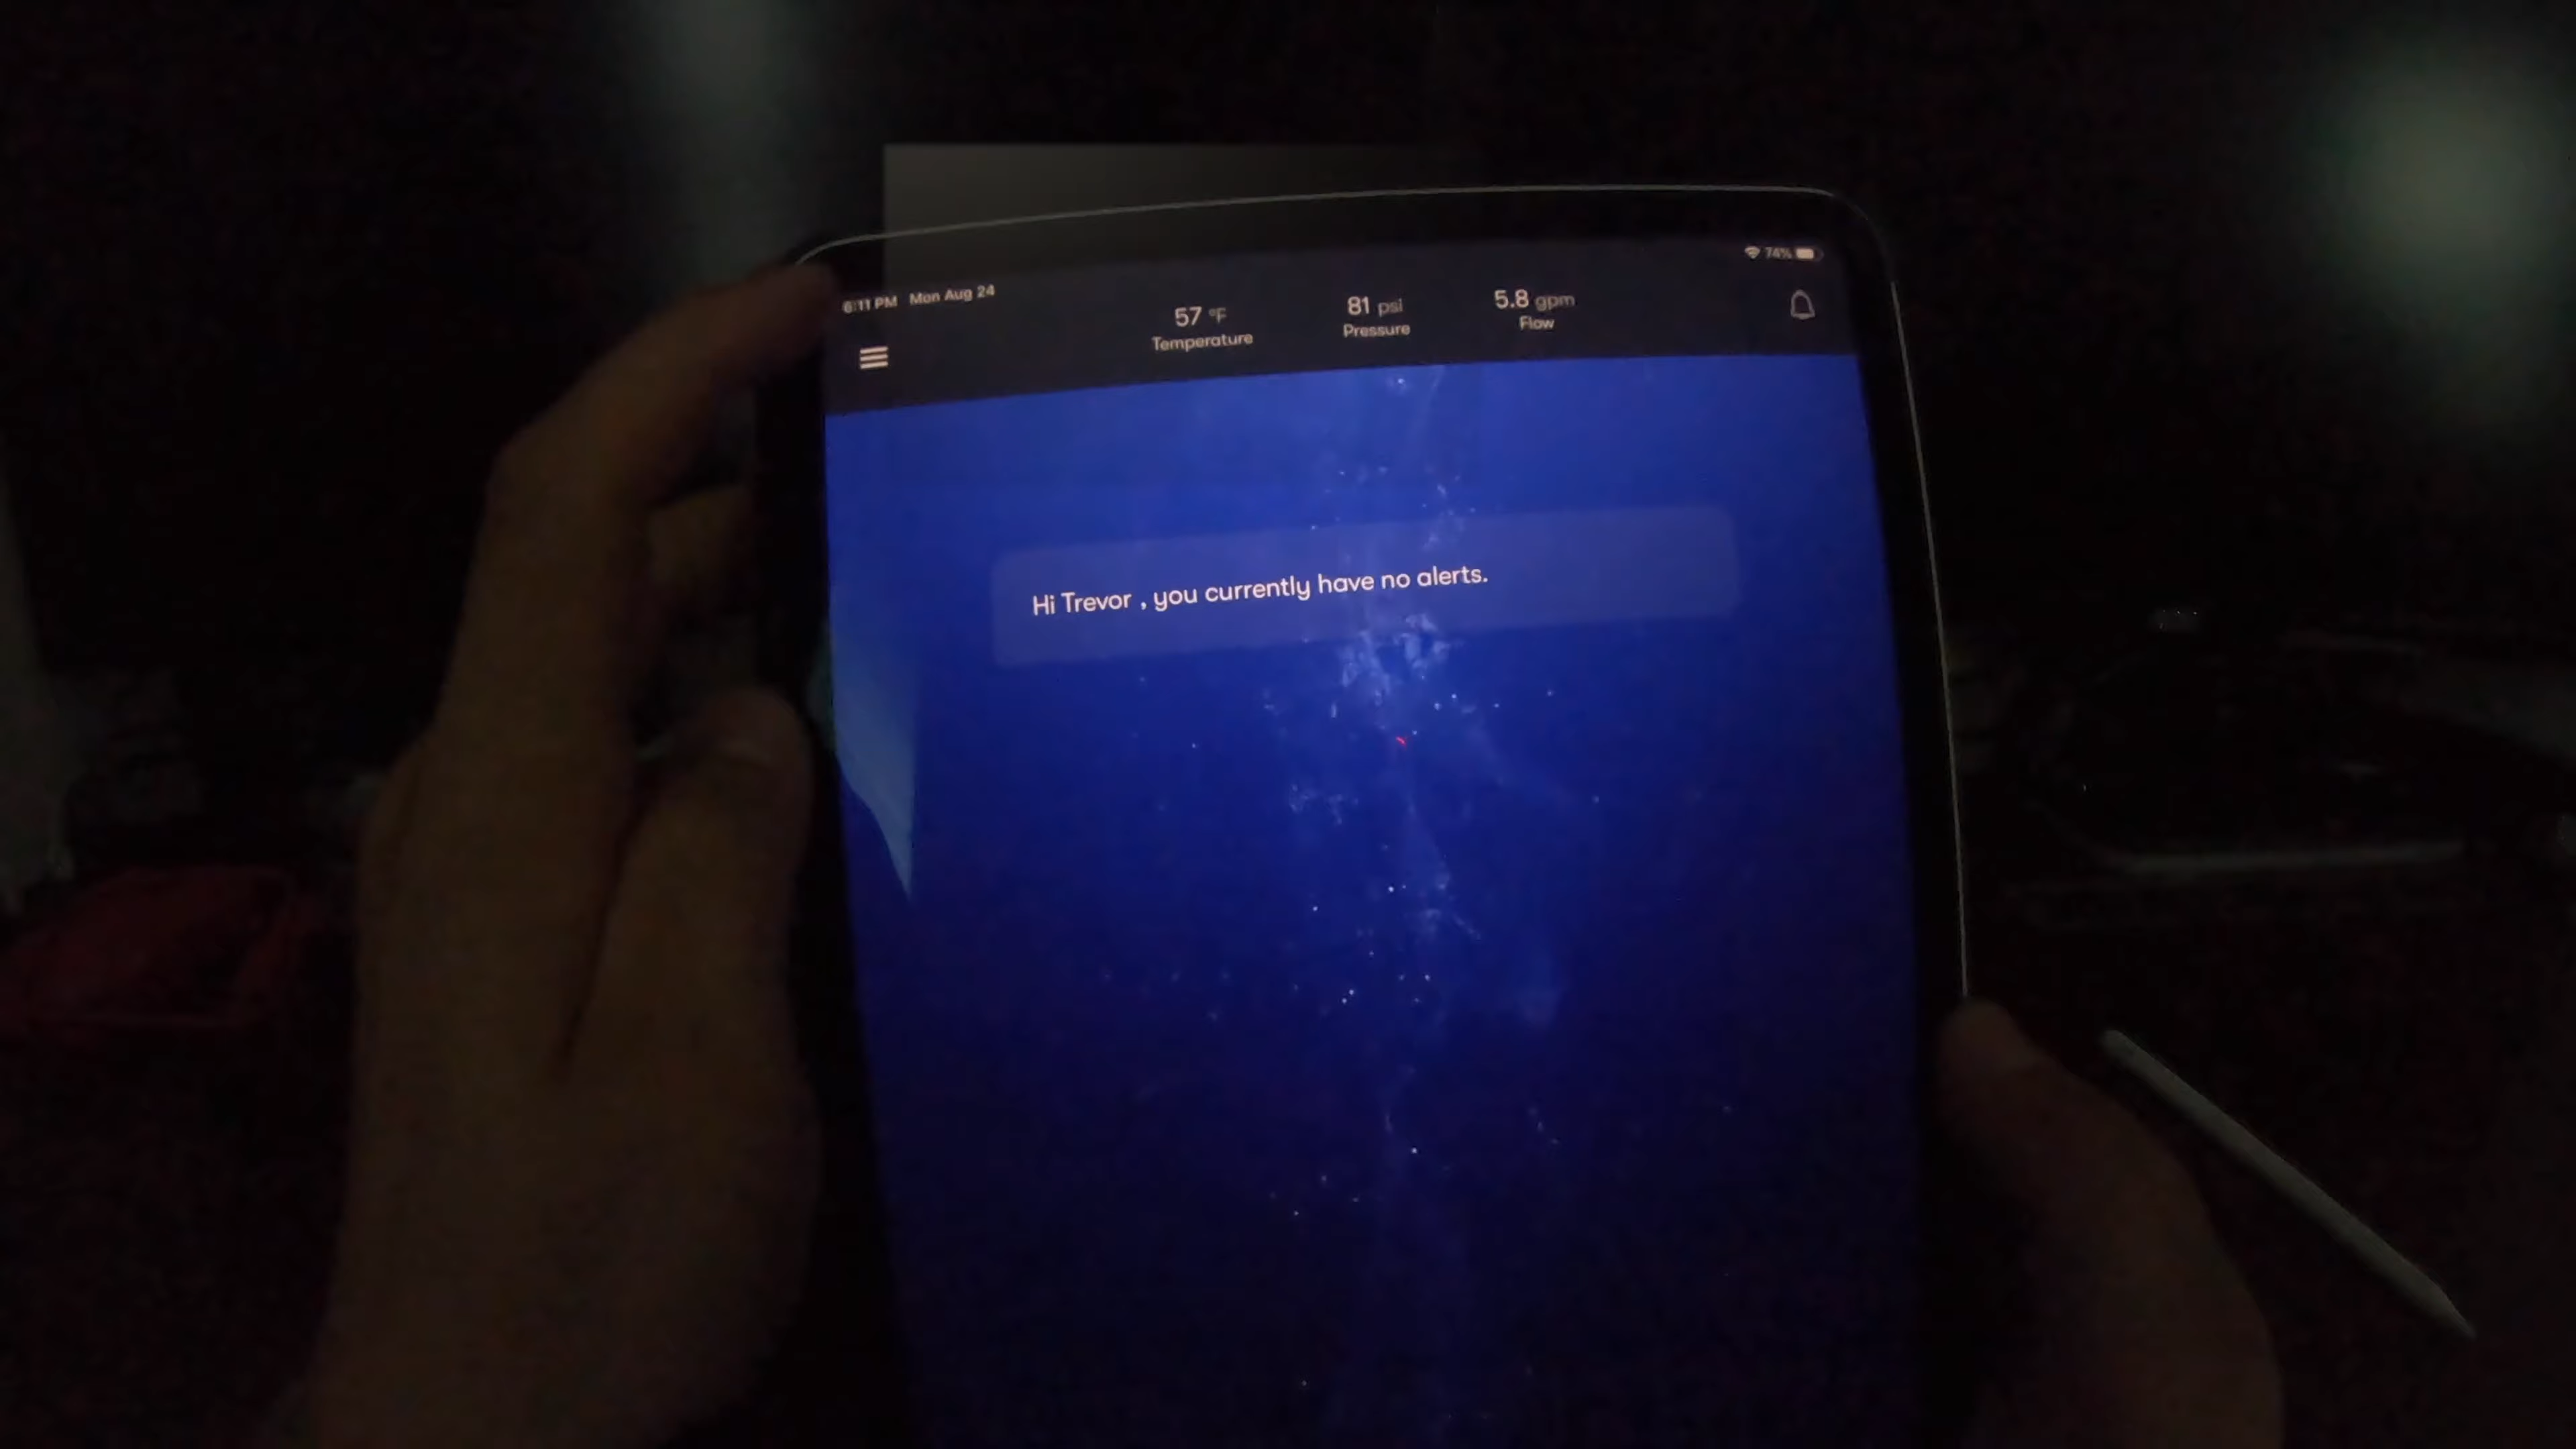 6:11 PM Mon Aug 24
74%
57 °F
Temperature
81 psi
Pressure
5.8 gpm
Flow
Hi Trevor , you currently have no alerts.